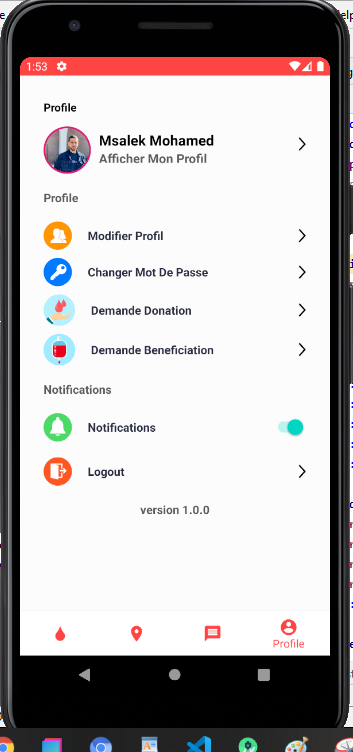 1:53
Profile
Msalek Mohamed
Afficher Mon Profil
Profile
Modifier Profil
Changer Mot De Passe
Demande Donation
Demande Beneficiation
Notifications
Notifications
Logout
version 1.0.0
Profile